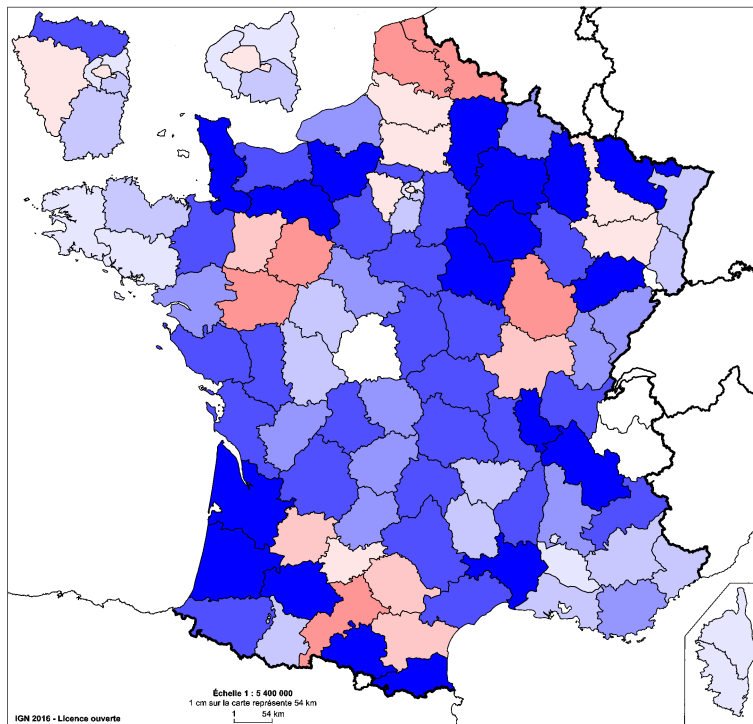 Échelle 1 : 5 400 000
1 cm sur la carte représente 54 km
1 54 km
IGN 2016 - Licence ouverte